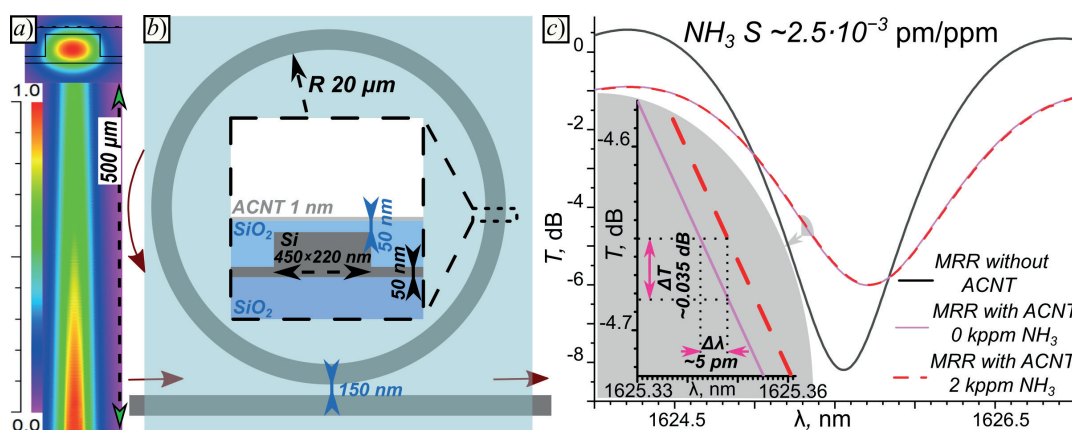 a)
1.0
500 μm
0.0
b)
R 20 μm
ACNT 1 nm
SiO2
50 nm
Si
450×220 nm
50 nm
SiO2
150 nm
c)
NH3 S ~2.5·10⁻³ pm/ppm
0
-1
-2
-4
-5
-6
-8
T, dB
-4.6
T, dB
-4.7
ΔT
~0.035 dB
Δλ
~5 pm
1625.33
λ, nm
1625.36
MRR without
ACNT
MRR with ACNT
0 kppm NH3
MRR with ACNT
2 kppm NH3
1624.5
λ, nm
1626.5